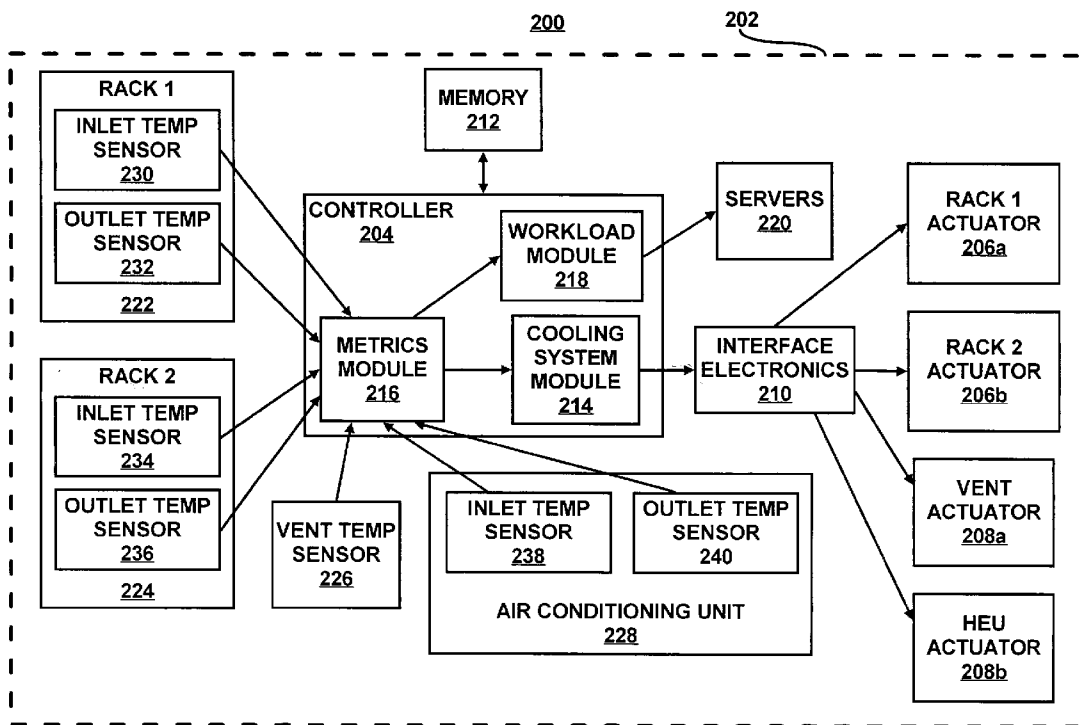 200
202
RACK 1
INLET TEMP
SENSOR
230
OUTLET TEMP
SENSOR
232
222
RACK 2
INLET TEMP
SENSOR
234
OUTLET TEMP
SENSOR
236
224
MEMORY
212
CONTROLLER
204
WORKLOAD
MODULE
218
METRICS
MODULE
216
COOLING
SYSTEM
MODULE
214
SERVERS
220
INTERFACE
ELECTRONICS
210
VENT TEMP
SENSOR
226
INLET TEMP
SENSOR
238
OUTLET TEMP
SENSOR
240
AIR CONDITIONING UNIT
228
RACK 1
ACTUATOR
206a
RACK 2
ACTUATOR
206b
VENT
ACTUATOR
208a
HEU
ACTUATOR
208b